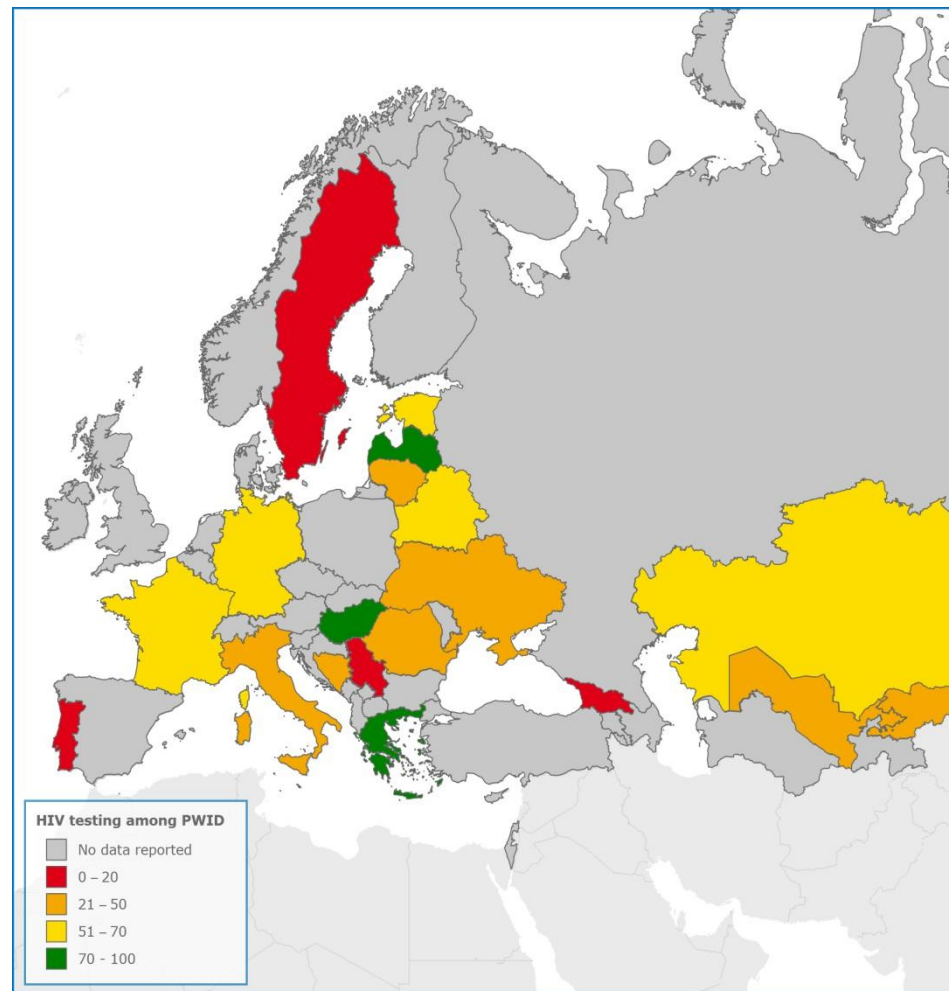 HIV testing among PWID
No data reported
0 – 20
21 – 50
51 – 70
70 - 100